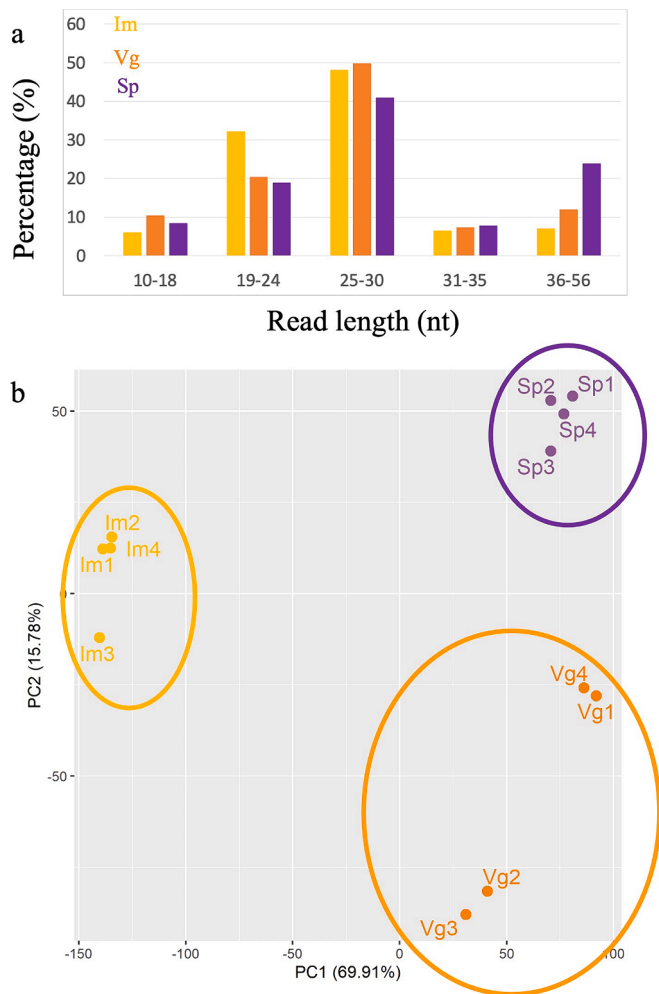 a
Im
Vg
Sp
Percentage (%)
60
50
40
30
20
10
0
10-18
19-24
25-30
31-35
36-56
Read length (nt)
b
Sp2
Sp1
Sp4
Sp3
Im2
Im1
Im4
Im3
Vg4
Vg1
Vg2
Vg3
PC2 (15.78%)
50
0
-50
-150
-100
-50
0
50
100
PC1 (69.91%)